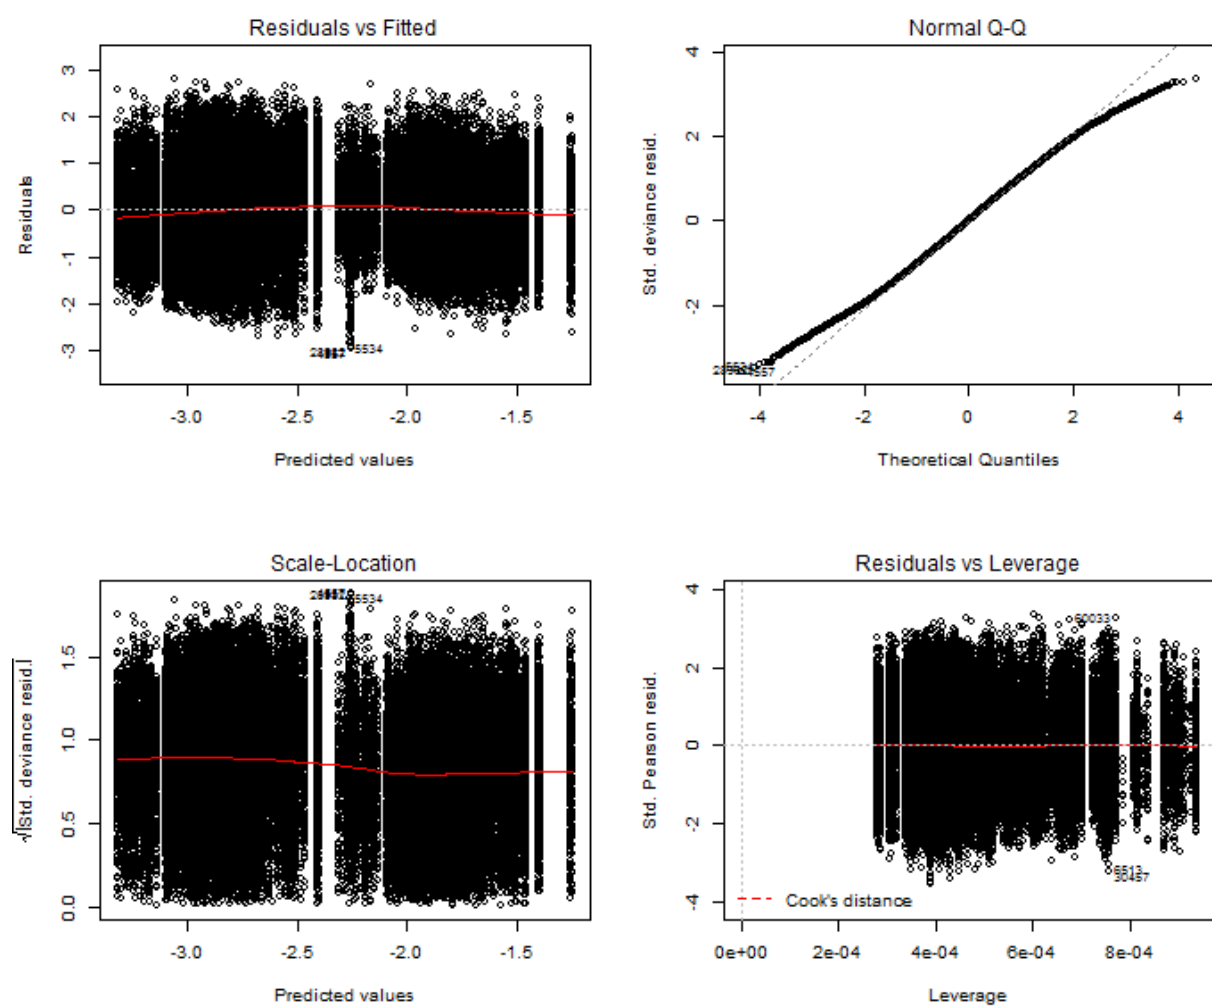 Residuals vs Fitted
Residuals
3
2
1
0
-1
-2
-3
5534
-3.0
-2.5
-2.0
-1.5
Predicted values
Normal Q-Q
Std. deviance resid.
4
2
0
-2
-4
-2
0
2
4
Theoretical Quantiles
Scale-Location
√|Std. deviance resid.|
1.5
1.0
0.5
0.0
5534
-3.0
-2.5
-2.0
-1.5
Predicted values
Residuals vs Leverage
Std. Pearson resid.
4
2
0
-2
-4
60033
6513
30457
Cook's distance
0e+00
2e-04
4e-04
6e-04
8e-04
Leverage